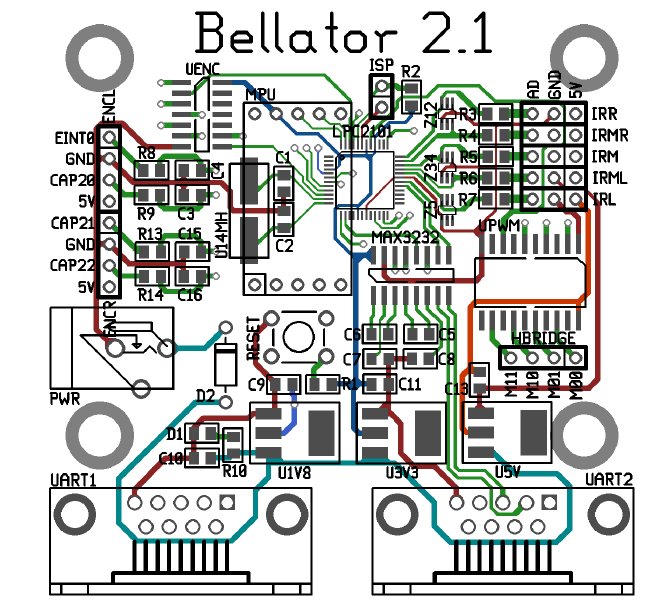 Bellator 2.1
ISP
R2
UENC
MPU
AD
GND
5V
ENCL
LPC2101
Z12
R3
IRR
EINT0
R4
IRMR
GND
R8
C4
C1
Z34
R5
IRM
CAP20
R6
IRML
5V
R9
C3
R7
IRL
CAP21
U14MH
C2
Z5
UPWM
GND
R13
C15
MAX3232
CAP22
5V
R14
C16
ENCR
RESET
C6
C5
HBRIDGE
C7
C8
PWR
D2
C9
R1
C11
C13
M11
M10
M01
M00
D1
C10
R10
U1V8
U3V3
U5V
UART1
UART2